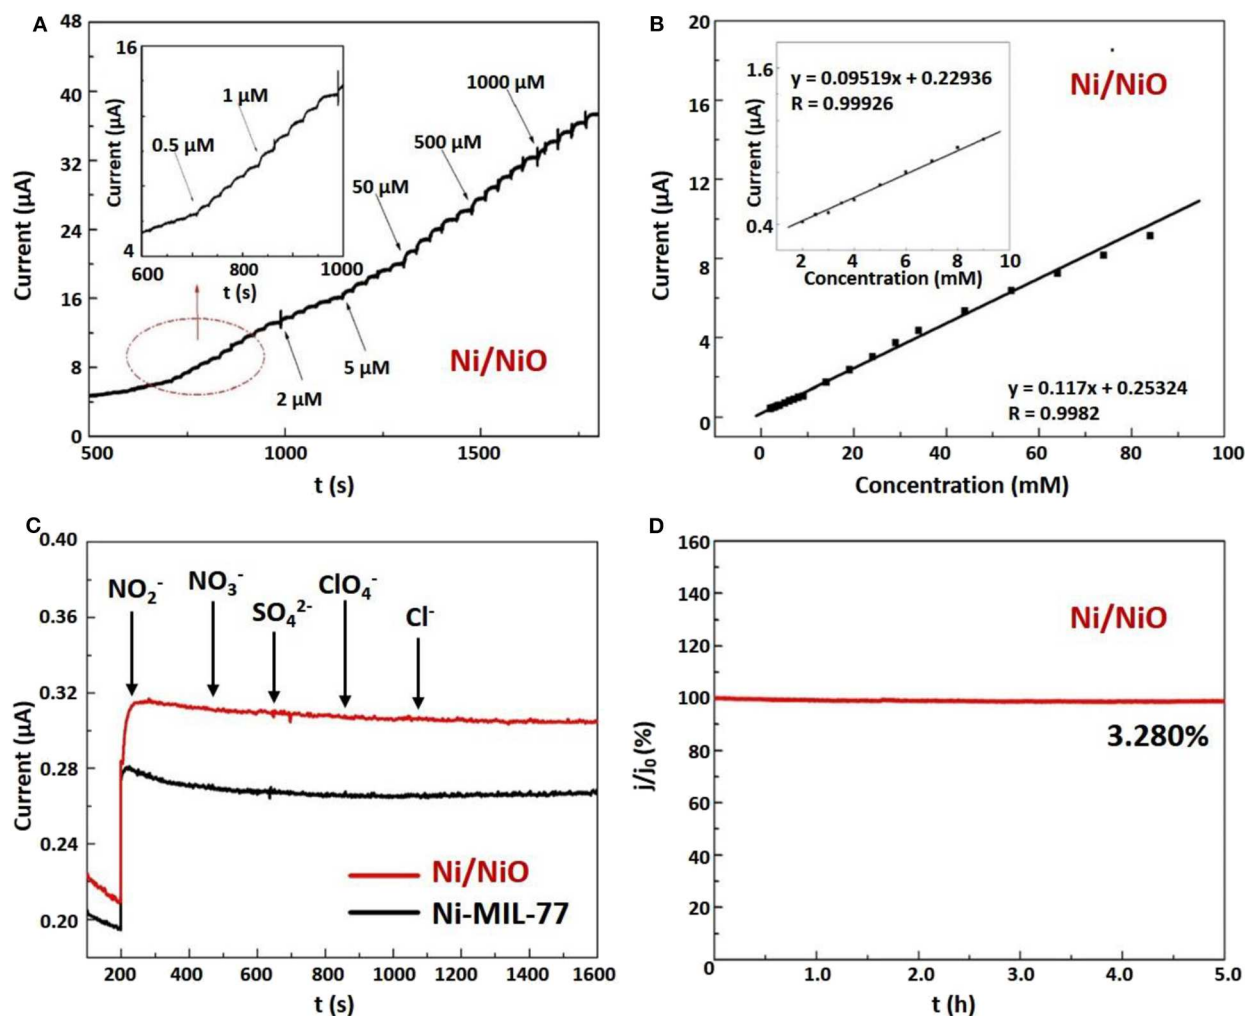 A
Current (μA)
48
40
32
24
16
8
0
500
1000
1500
t (s)
16
4
Current (μA)
600
800
1000
t (s)
0.5 μM
1 μM
2 μM
5 μM
50 μM
500 μM
1000 μM
Ni/NiO
B
Current (μA)
20
16
12
8
4
0
0
20
40
60
80
100
Concentration (mM)
1.6
0.4
Current (μA)
y = 0.09519x + 0.22936
R = 0.99926
2
4
6
8
10
Concentration (mM)
Ni/NiO
y = 0.117x + 0.25324
R = 0.9982
C
Current (μA)
0.40
0.36
0.32
0.28
0.24
0.20
NO₂⁻
NO₃⁻
SO₄²⁻
ClO₄⁻
Cl⁻
Ni/NiO
Ni-MIL-77
200
400
600
800
1000
1200
1400
1600
t (s)
D
j/j₀ (%)
160
140
120
100
80
60
40
20
0
Ni/NiO
3.280%
1.0
2.0
3.0
4.0
5.0
t (h)